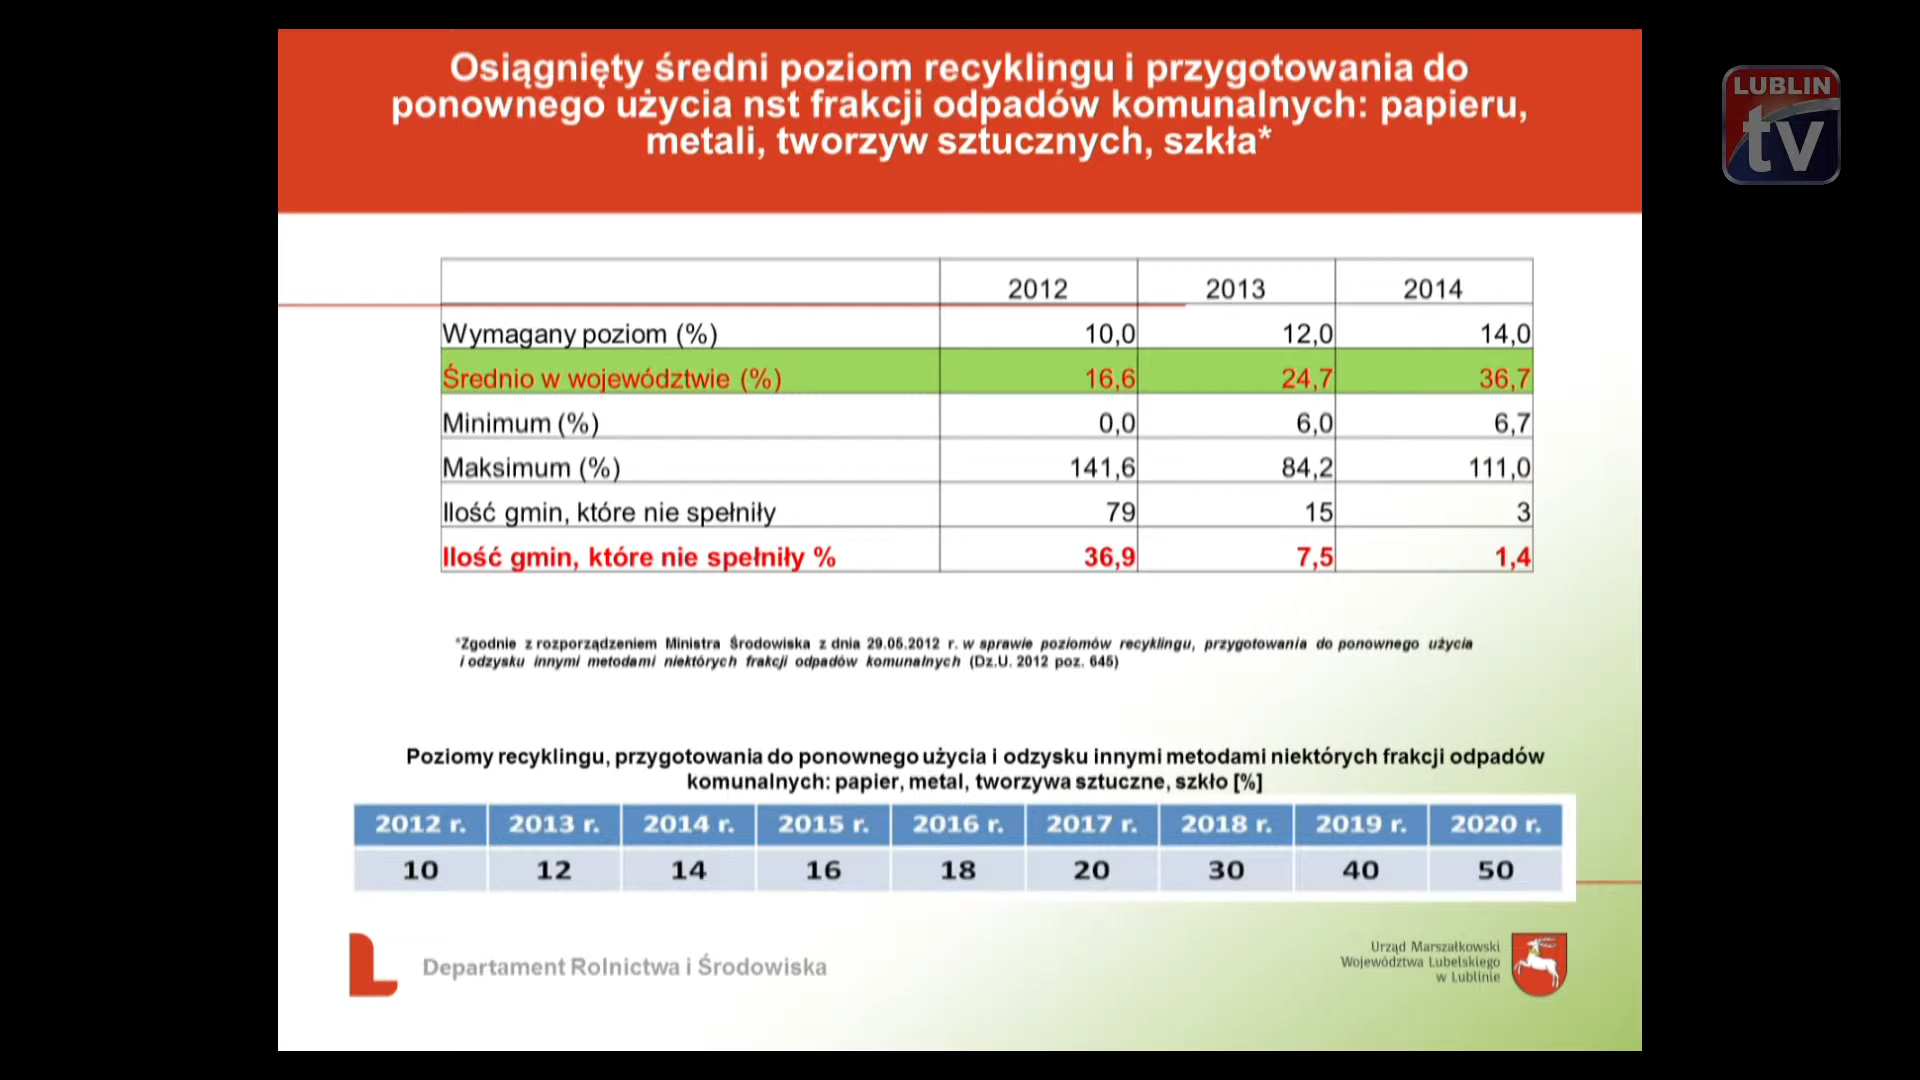 Osiągnięty średni poziom recyklingu i przygotowania do
ponownego użycia nst frakcji odpadów komunalnych: papieru,
metali, tworzyw sztucznych, szkła*
LUBLIN
tv
2012 2013 2014
Wymagany poziom (%) 10,0 12,0 14,0
Średnio w województwie (%) 16,6 24,7 36,7
Minimum (%) 0,0 6,0 6,7
Maksimum (%) 141,6 84,2 111,0
Ilość gmin, które nie spełniły 79 15 3
Ilość gmin, które nie spełniły % 36,9 7,5 1,4
*Zgodnie z rozporządzeniem Ministra Środowiska z dnia 29.05.2012 r. w sprawie poziomów recyklingu, przygotowania do ponownego użycia
i odzysku innymi metodami niektórych frakcji odpadów komunalnych (Dz.U. 2012 poz. 645)
Poziomy recyklingu, przygotowania do ponownego użycia i odzysku innymi metodami niektórych frakcji odpadów
komunalnych: papier, metal, tworzywa sztuczne, szkło [%]
2012 r. 2013 r. 2014 r. 2015 r. 2016 r. 2017 r. 2018 r. 2019 r. 2020 r.
10 12 14 16 18 20 30 40 50
Departament Rolnictwa i Środowiska
Urząd Marszałkowski
Województwa Lubelskiego
w Lublinie